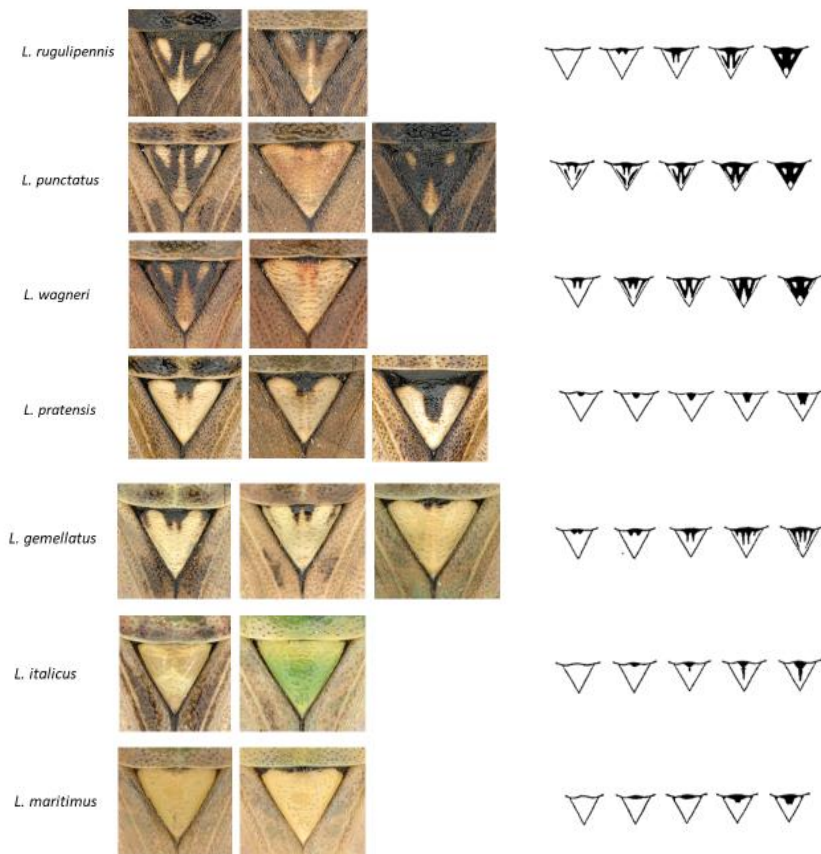 L. rugulipennis
L. punctatus
L. wagneri
L. pratensis
L. gemellatus
L. italicus
L. maritimus